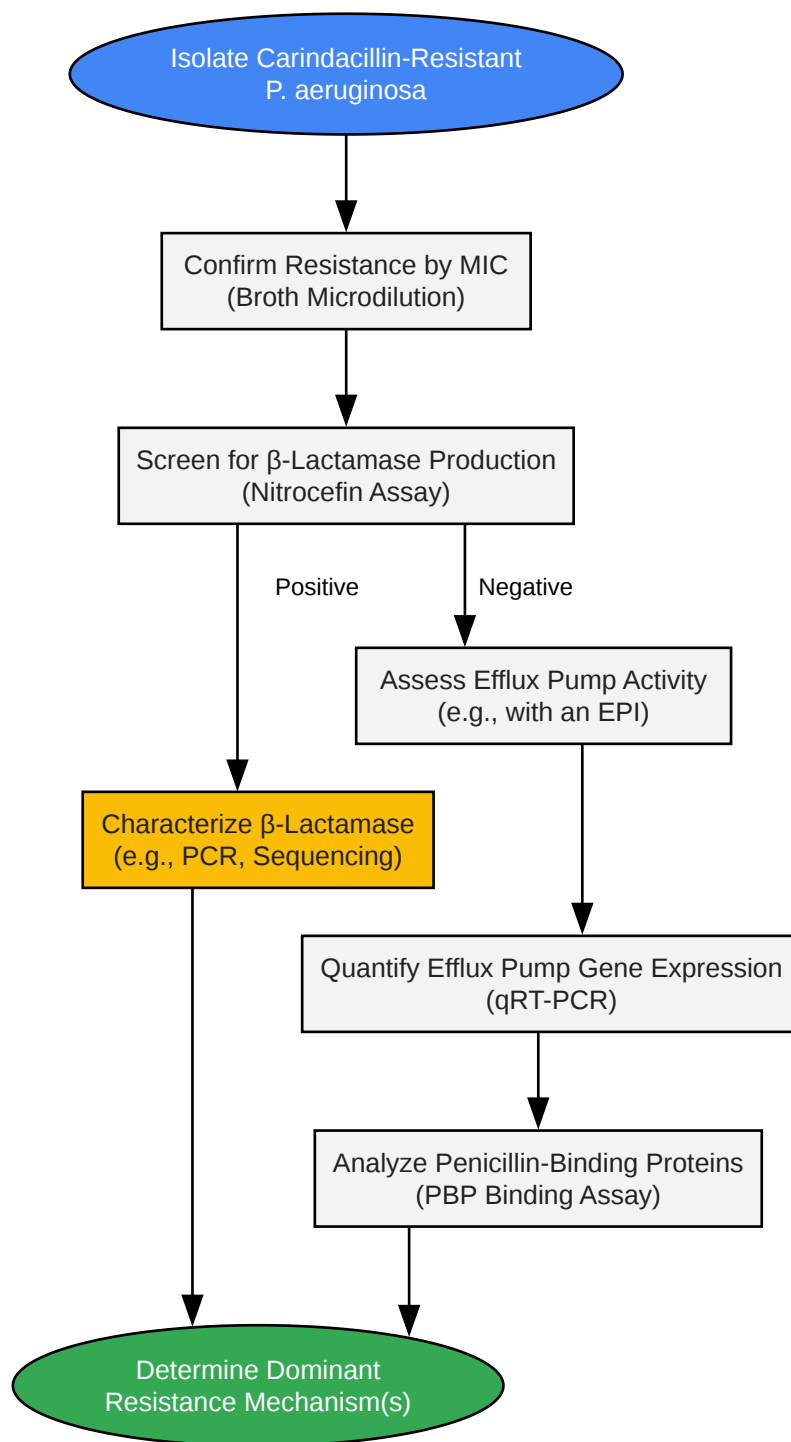 Isolate Carindacillin-Resistant
P. aeruginosa
Confirm Resistance by MIC
(Broth Microdilution)
Screen for β-Lactamase Production
(Nitrocefin Assay)
Positive
Negative
Assess Efflux Pump Activity
(e.g., with an EPI)
Characterize β-Lactamase
(e.g., PCR, Sequencing)
Quantify Efflux Pump Gene Expression
(qRT-PCR)
Analyze Penicillin-Binding Proteins
(PBP Binding Assay)
Determine Dominant
Resistance Mechanism(s)